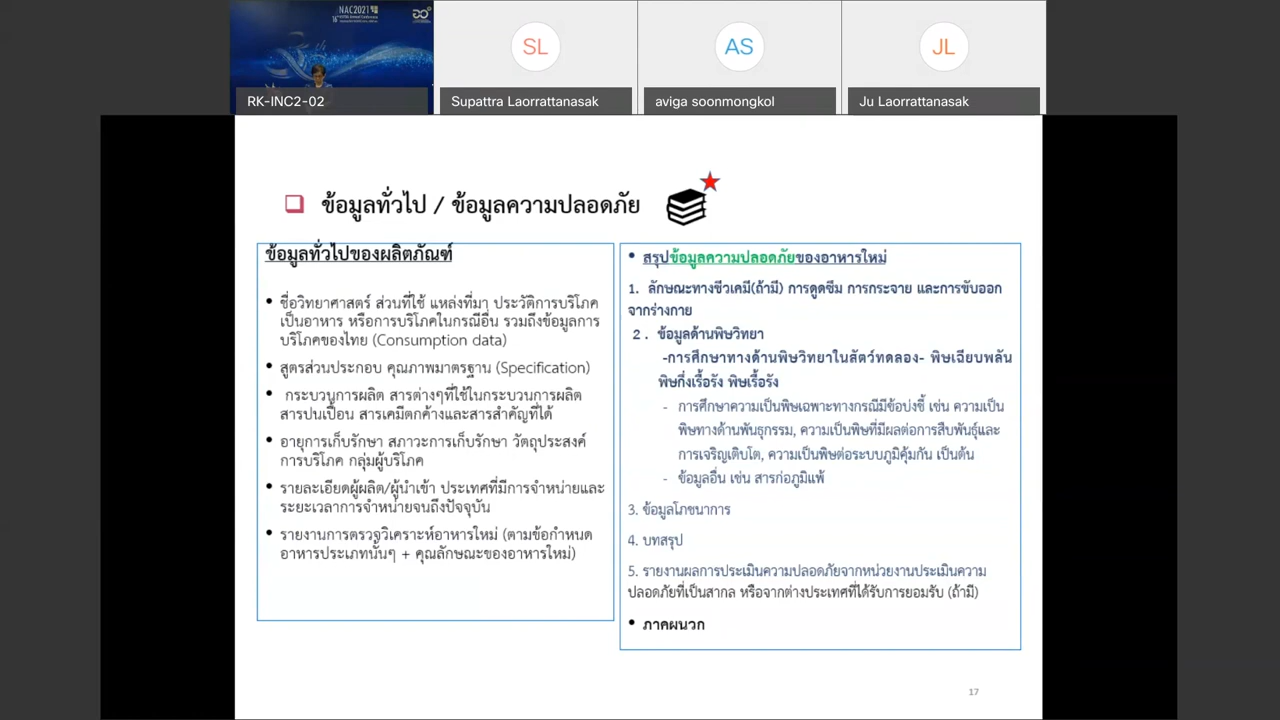 NAC2021
SL
AS
JL
RK-INC2-02
Supattra Laorrattanasak
aviga soonmongkol
Ju Laorrattanasak
ข้อมูลทั่วไป / ข้อมูลความปลอดภัย
ข้อมูลทั่วไปของผลิตภัณฑ์
• ชื่อวิทยาศาสตร์ ส่วนที่ใช้ แหล่งที่มา ประวัติการบริโภค
เป็นอาหาร หรือการบริโภคในกรณีอื่น รวมถึงข้อมูลการ
บริโภคของไทย (Consumption data)
• สูตรส่วนประกอบ คุณภาพมาตรฐาน (Specification)
• กระบวนการผลิต สารต่างๆที่ใช้ในกระบวนการผลิต
สารปนเปื้อน สารเคมีตกค้างและสารสำคัญที่ได้
• อายุการเก็บรักษา สภาวะการเก็บรักษา วัตถุประสงค์
การบริโภค กลุ่มผู้บริโภค
• รายละเอียดผู้ผลิต/ผู้นำเข้า ประเทศที่มีการจำหน่ายและ
ระยะเวลาการจำหน่ายจนถึงปัจจุบัน
• รายงานการตรวจวิเคราะห์อาหารใหม่ (ตามข้อกำหนด
อาหารประเภทนั้นๆ + คุณลักษณะของอาหารใหม่)
• สรุปข้อมูลความปลอดภัยของอาหารใหม่
1. ลักษณะทางชีวเคมี(ถ้ามี) การดูดซึม การกระจาย และการขับออก
จากร่างกาย
2. ข้อมูลด้านพิษวิทยา
-การศึกษาทางด้านพิษวิทยาในสัตว์ทดลอง- พิษเฉียบพลัน
พิษกึ่งเรื้อรัง พิษเรื้อรัง
- การศึกษาความเป็นพิษเฉพาะทางกรณีมีข้อบ่งชี้ เช่น ความเป็น
พิษทางด้านพันธุกรรม, ความเป็นพิษที่มีผลต่อการสืบพันธุ์และ
การเจริญเติบโต, ความเป็นพิษต่อระบบภูมิคุ้มกัน เป็นต้น
- ข้อมูลอื่น เช่น สารก่อภูมิแพ้
3. ข้อมูลโภชนาการ
4. บทสรุป
5. รายงานผลการประเมินความปลอดภัยจากหน่วยงานประเมินความ
ปลอดภัยที่เป็นสากล หรือจากต่างประเทศที่ได้รับการยอมรับ (ถ้ามี)
• ภาคผนวก
17